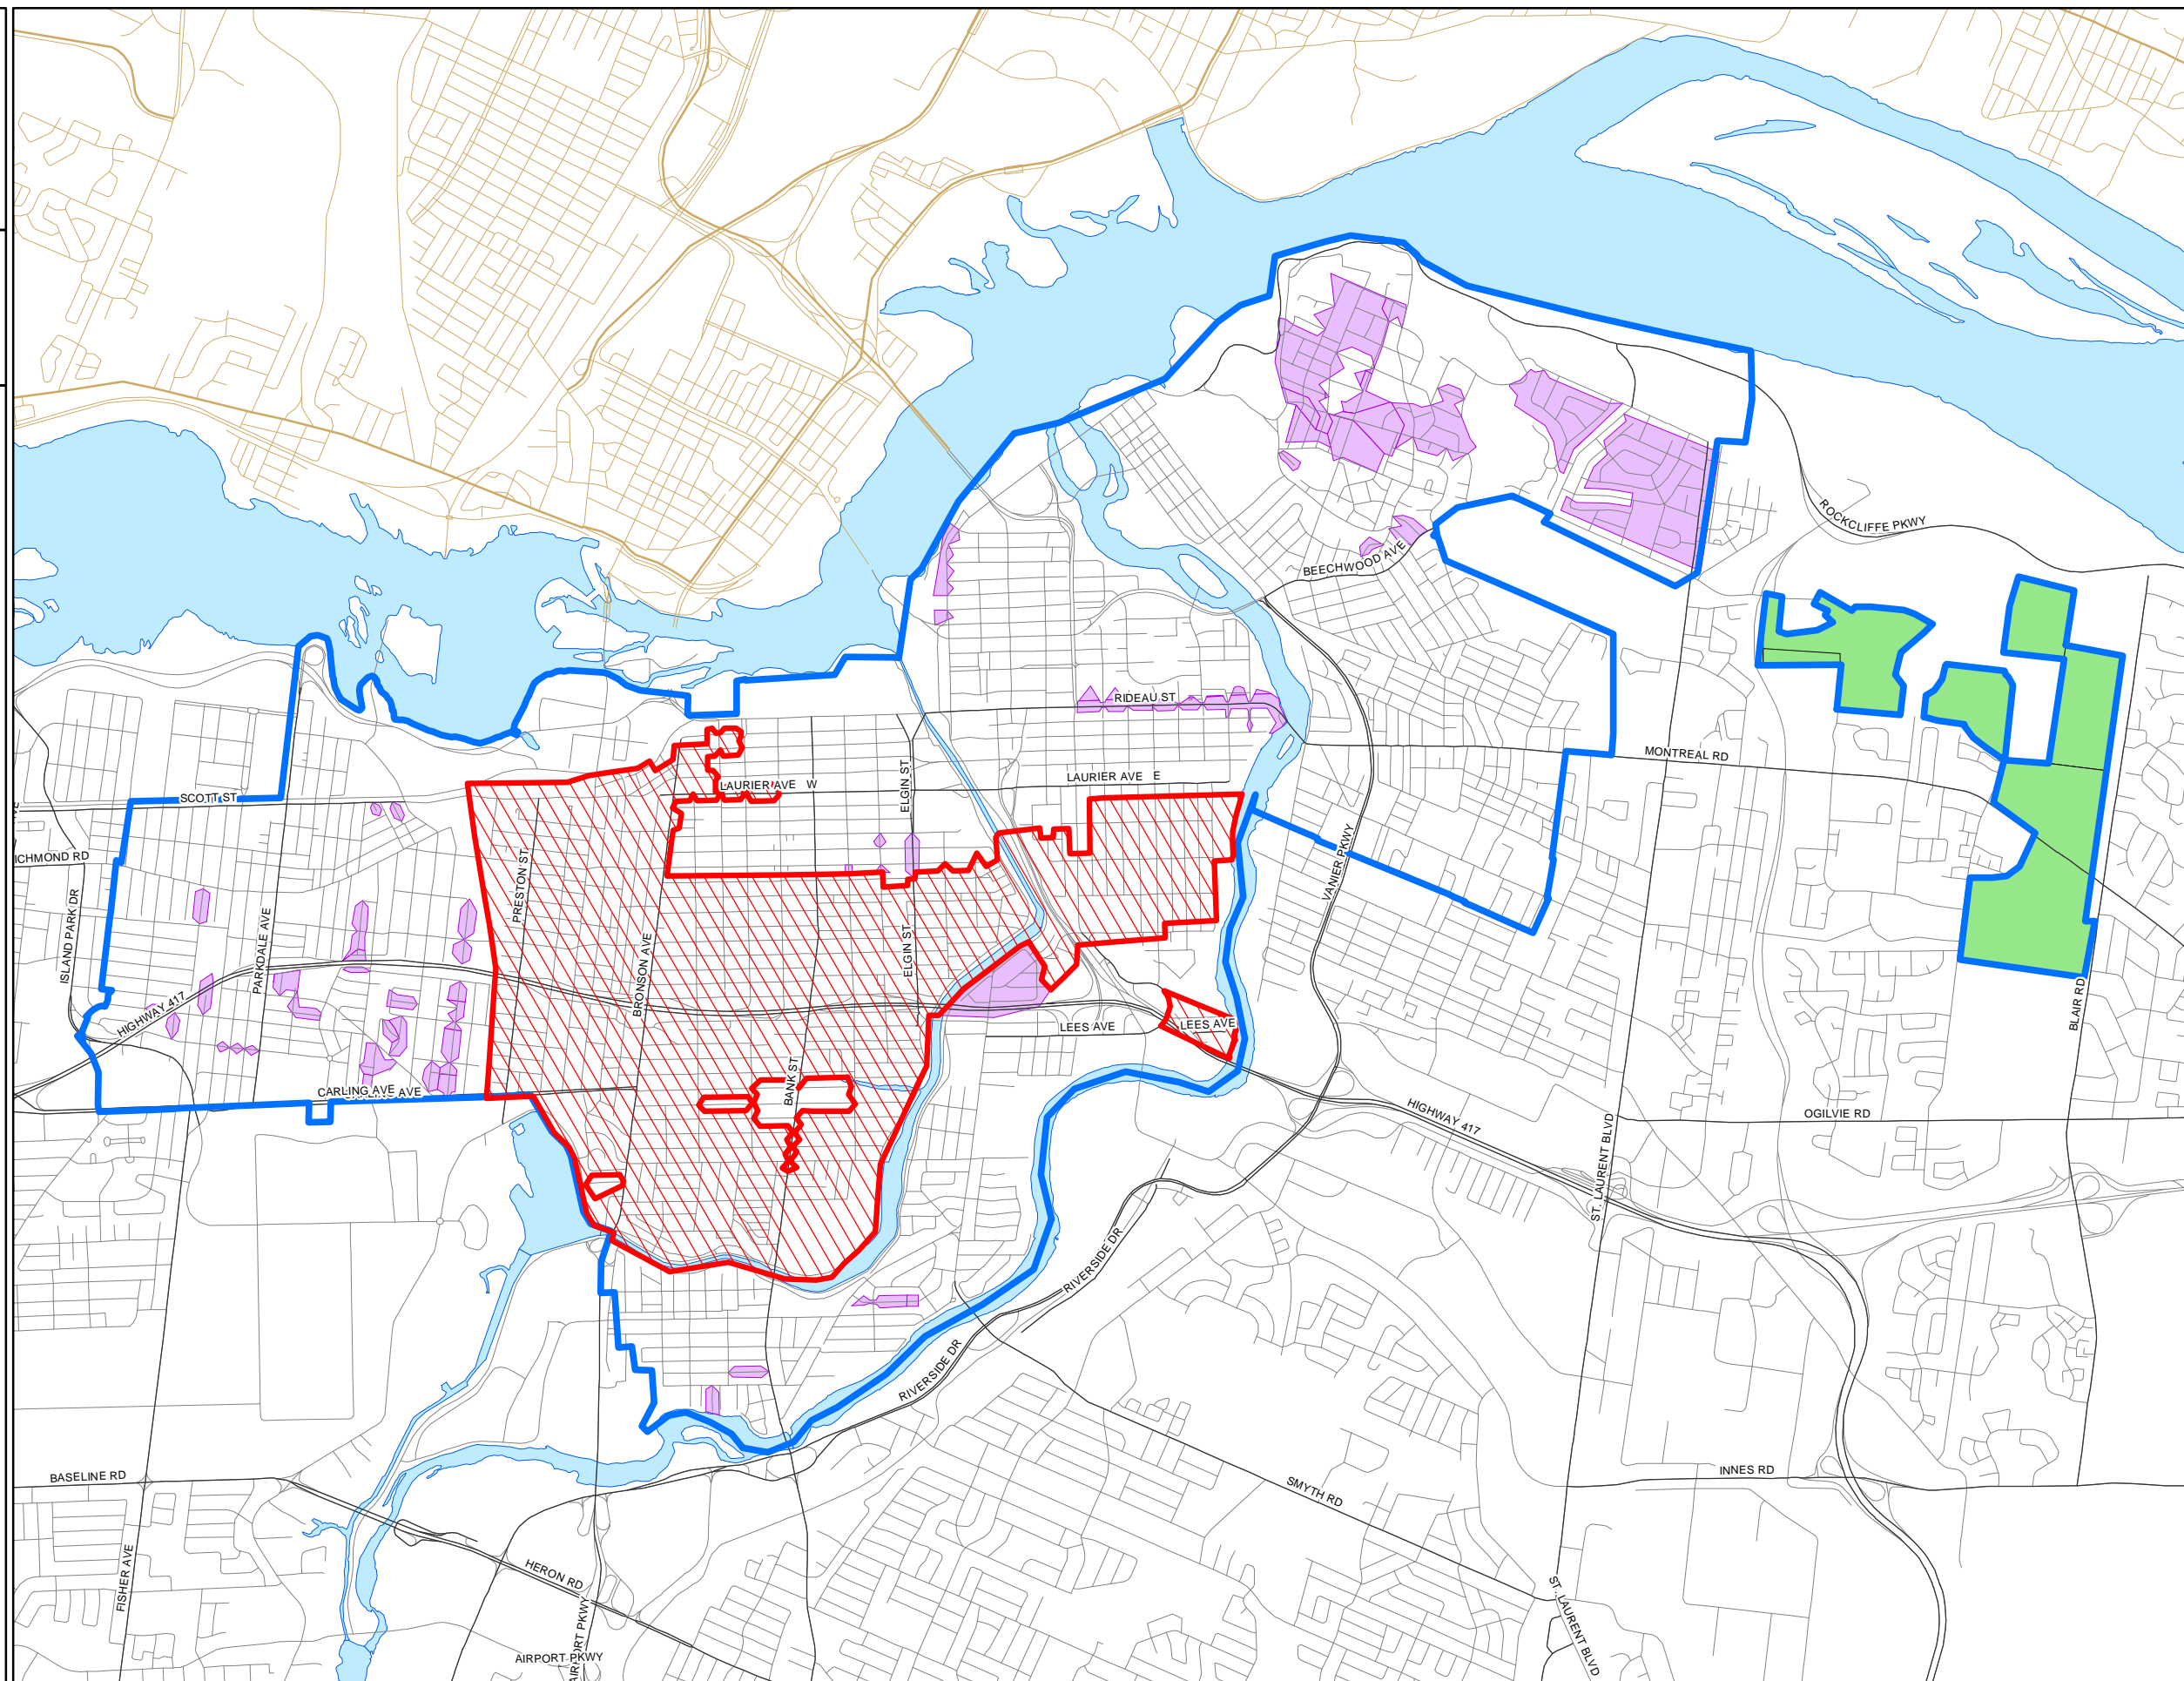 ROCKCLIFFE PKWY
BEECHWOOD AVE
RIDEAU ST
MONTREAL RD
LAURIER AVE E
LAURIER AVE W
ELGIN ST
SCOTT ST
ICHMOND RD
VANIER PKWY
PRESTON ST
ISLAND PARK DR
PARKDALE AVE
BRONSON AVE
ELGIN ST
HIGHWAY 417
LEES AVE
LEES AVE
BLAIR RD
BANK ST
CARLING AVE
AVE
HIGHWAY 417
OGILVIE RD
ST. LAURENT BLVD
RIVERSIDE DR
RIVERSIDE DR
BASELINE RD
INNES RD
SMYTH RD
HERON RD
FISHER AVE
ST. LAURENT BLVD
AIRPORT PKWY
AIRPORT PKWY